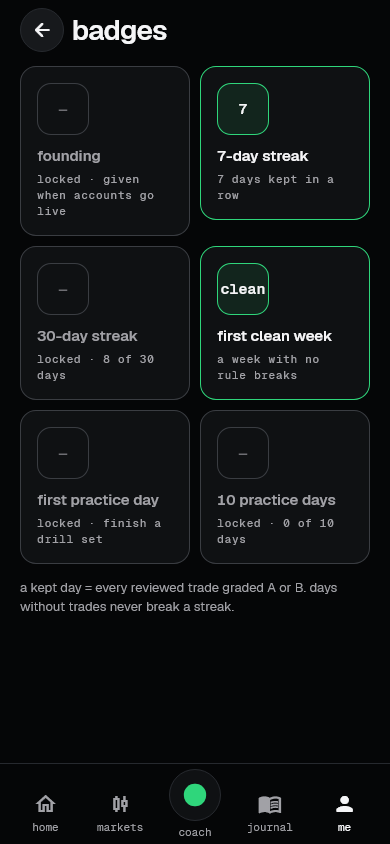 badges
–
founding
locked · given
when accounts go
live
7
7-day streak
7 days kept in a
row
–
30-day streak
locked · 8 of 30
days
clean
first clean week
a week with no
rule breaks
–
first practice day
locked · finish a
drill set
–
10 practice days
locked · 0 of 10
days
a kept day = every reviewed trade graded A or B. days
without trades never break a streak.
home
markets
coach
journal
me